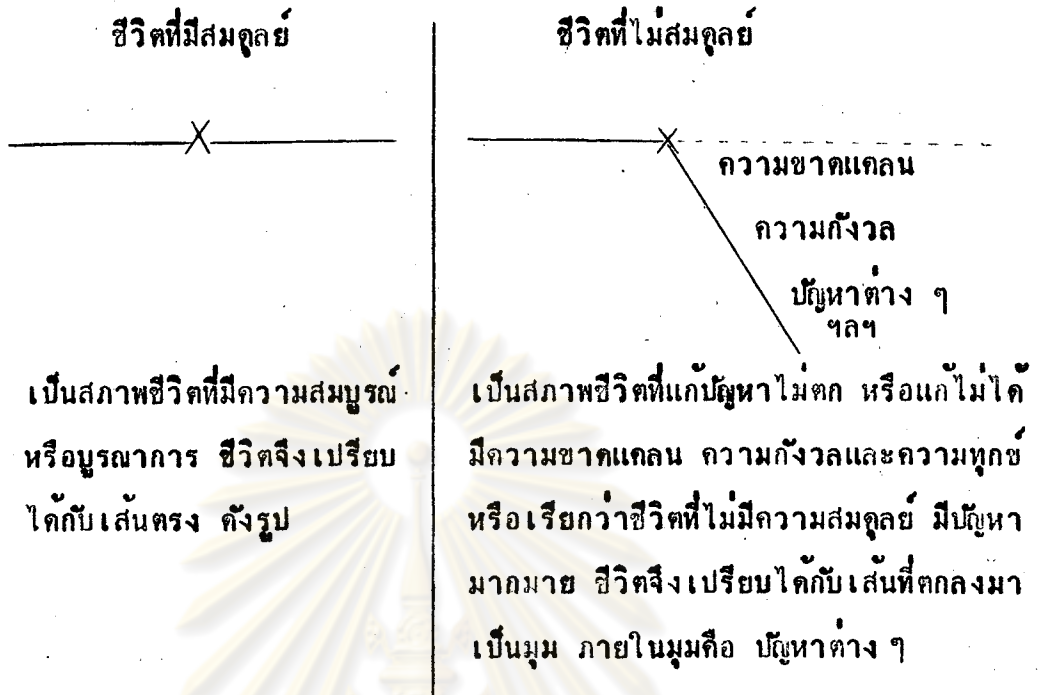 ชีวิตที่มีสมดุลย์
เป็นสภาพชีวิตที่มีความสมบูรณ์
หรือบูรณาการ ชีวิตจึงเปรียบ
ได้กับเส้นตรง ดังรูป
ชีวิตที่ไม่สมดุลย์
ความขาดแคลน
ความกังวล
ปัญหาต่าง ๆ
ฯลฯ
เป็นสภาพชีวิตที่แก้ปัญหาไม่ตก หรือแก้ไม่ได้
มีความขาดแคลน ความกังวลและความทุกข์
หรือเรียกว่าชีวิตที่ไม่มีความสมดุลย์ มีปัญหา
มากมาย ชีวิตจึงเปรียบได้กับเส้นที่ตกลงมา
เป็นมุม ภายในมุมคือ ปัญหาต่าง ๆ